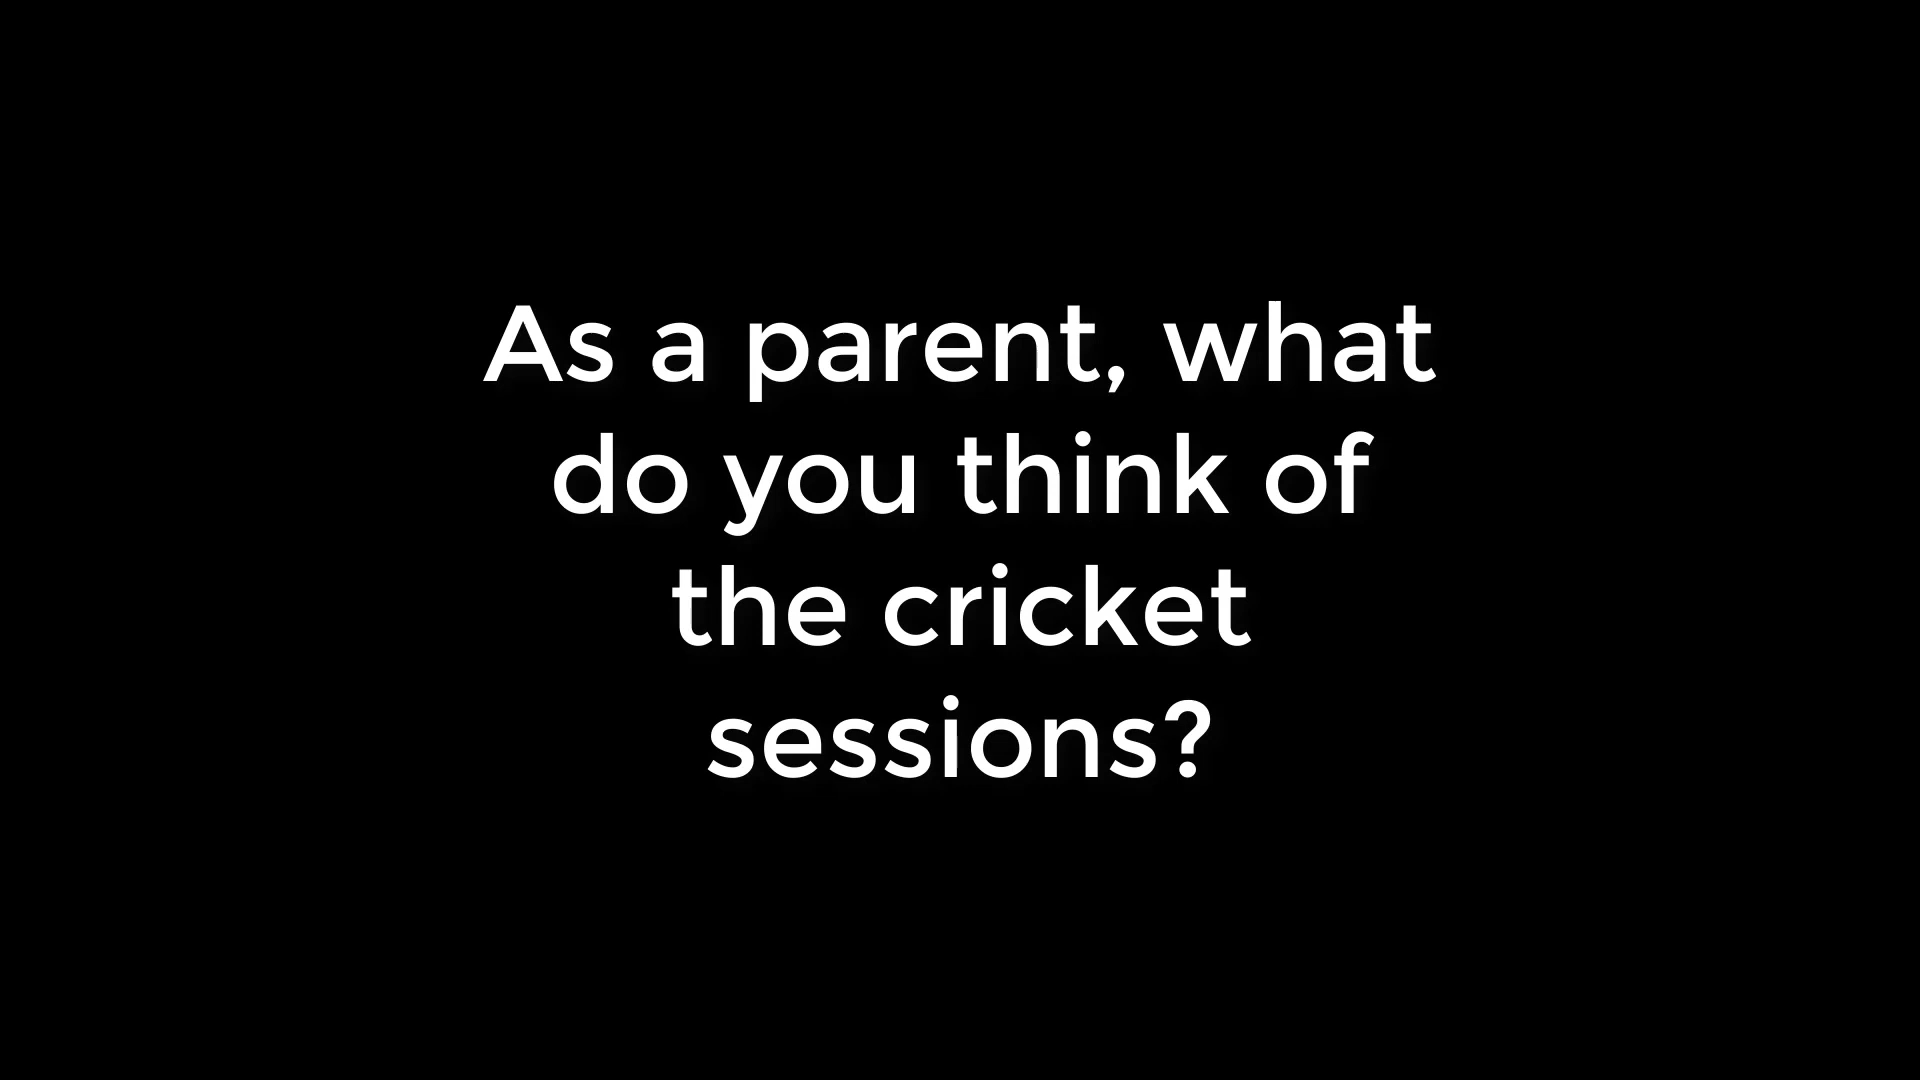 As a parent, what
do you think of
the cricket
sessions?